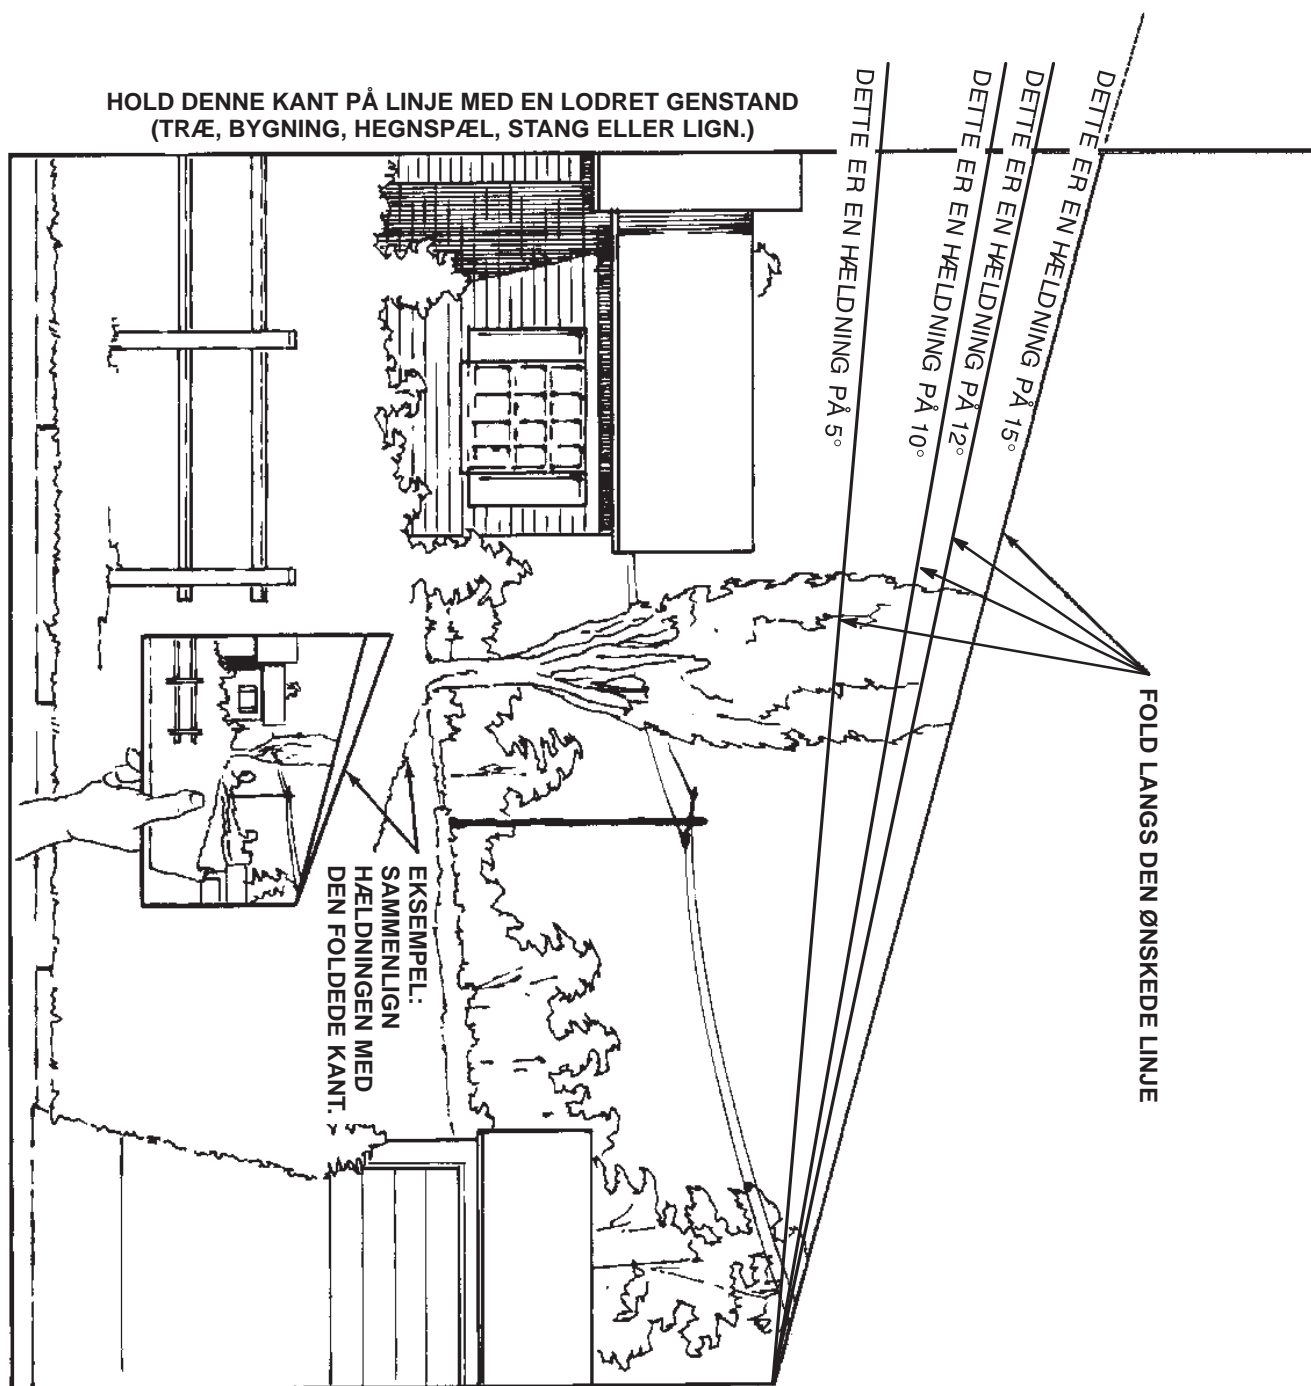 HOLD DENNE KANT PÅ LINJE MED EN LODRET GENSTAND
(TRÆ, BYGNING, HEGNSPÆL, STANG ELLER LIGN.)
DETTE ER EN HÆLDNING PÅ 15°
DETTE ER EN HÆLDNING PÅ 12°
DETTE ER EN HÆLDNING PÅ 10°
DETTE ER EN HÆLDNING PÅ 5°
FOLD LANGS DEN ØNSKEDE LINJE
EKSEMPEL:
SAMMENLIGN
HÆLDNINGEN MED
DEN FOLDEDE KANT.